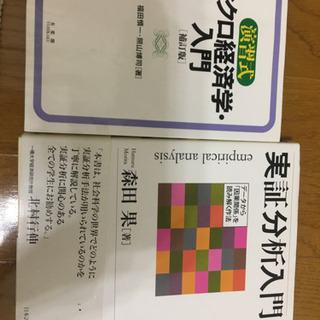 演習式
クロ経済学・
入門
[補訂版]
福田慎一・照山博司[著]
実証分析入門
empirical analysis
データから
「因果関係」を
読み解く作法
森田 果[著]
Hatsuru
Morita
「本書は、社会科学の世界でどのように
実証分析手法が用いられているのかを
丁寧に解説している。
実証分析に関心のある
全ての学生にお勧めする。」
北村行伸